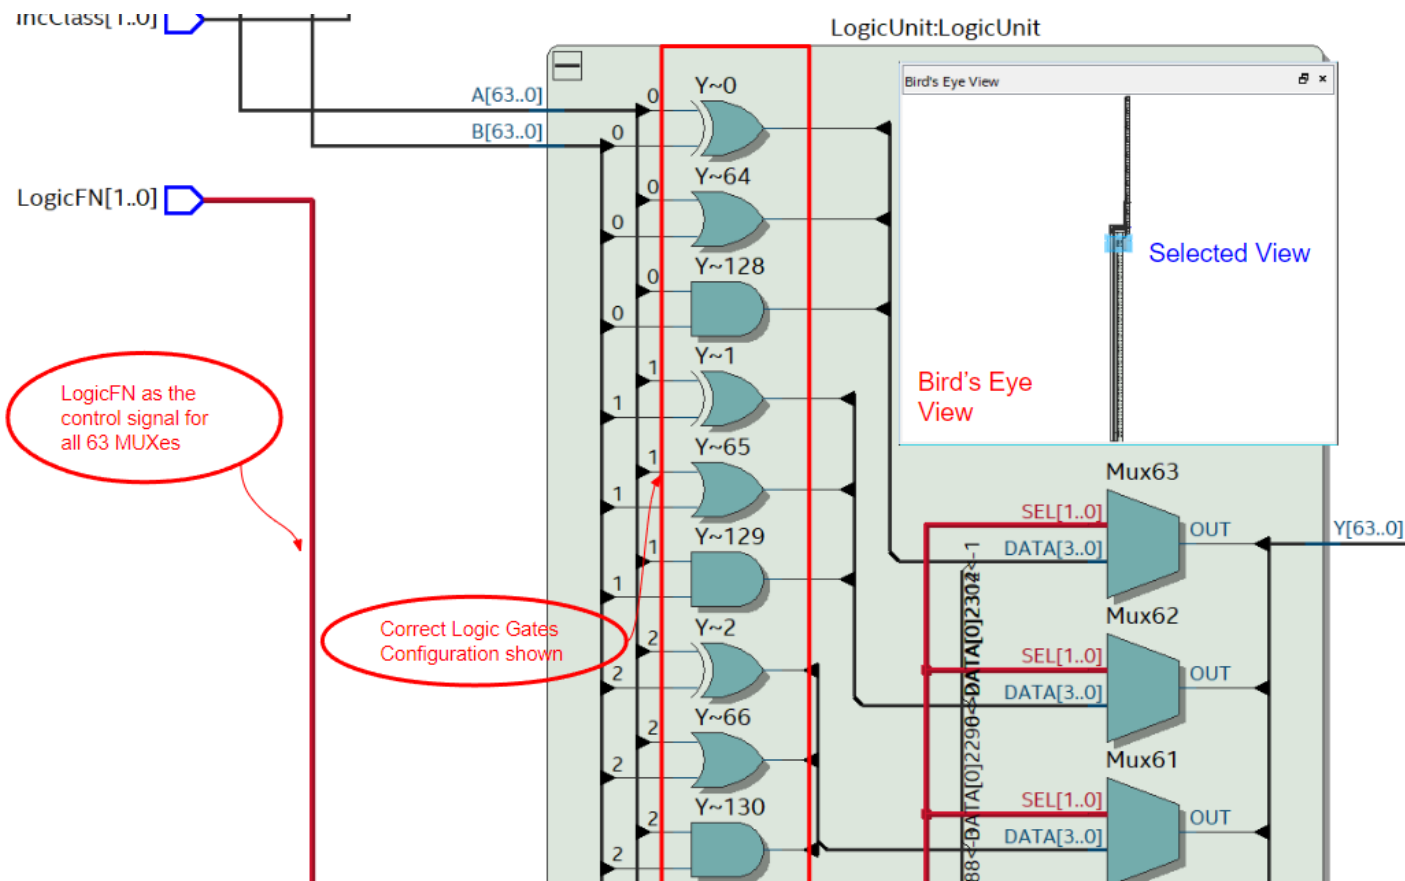 IncClass[1..0]
LogicUnit:LogicUnit
Bird's Eye View
A[63..0]
B[63..0]
0
0
Y~0
LogicFN[1..0]
0
0
Y~64
Selected View
0
0
Y~128
Bird's Eye
View
LogicFN as the
control signal for
all 63 MUXes
1
1
Y~1
1
1
Y~65
Mux63
SEL[1..0]
DATA[3..0]
OUT
Y[63..0]
1
1
Y~129
Correct Logic Gates
Configuration shown
2
2
Y~2
Mux62
SEL[1..0]
DATA[3..0]
OUT
2
2
Y~66
Mux61
SEL[1..0]
DATA[3..0]
OUT
2
2
Y~130